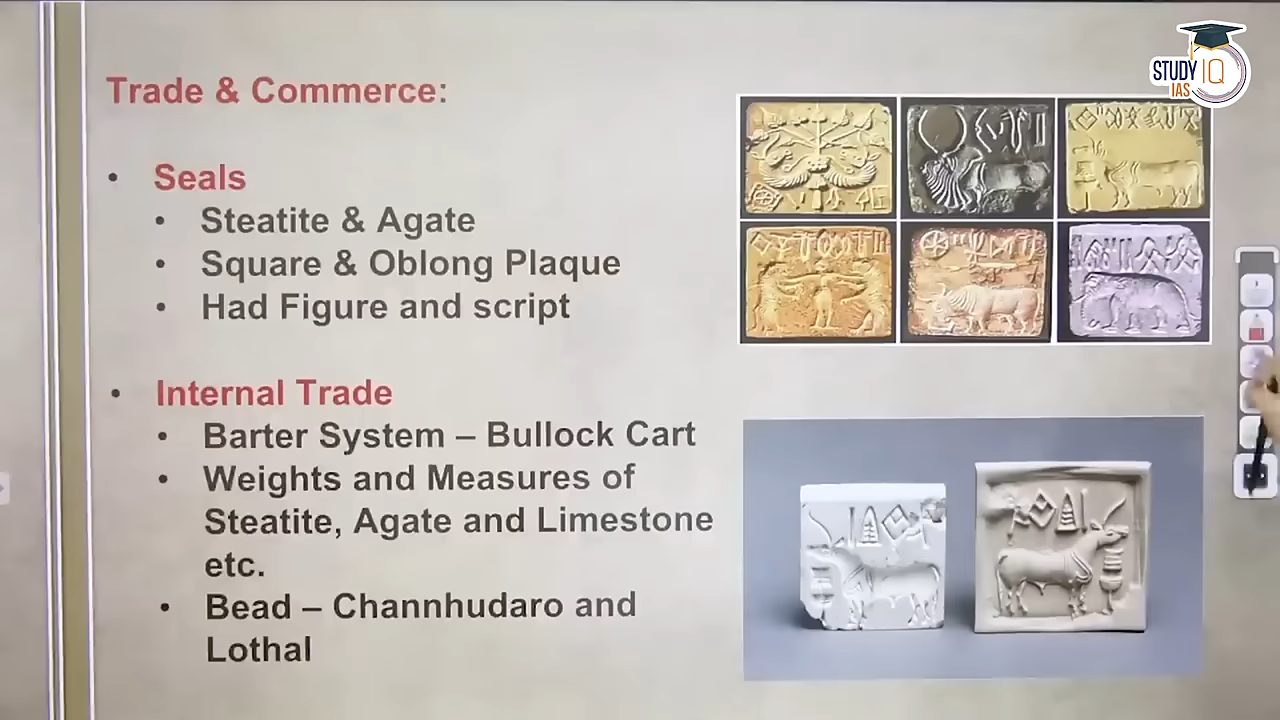 STUDY IQ
IAS
Trade & Commerce:
• Seals
• Steatite & Agate
• Square & Oblong Plaque
• Had Figure and script
• Internal Trade
• Barter System – Bullock Cart
• Weights and Measures of
Steatite, Agate and Limestone
etc.
• Bead – Channhudaro and
Lothal